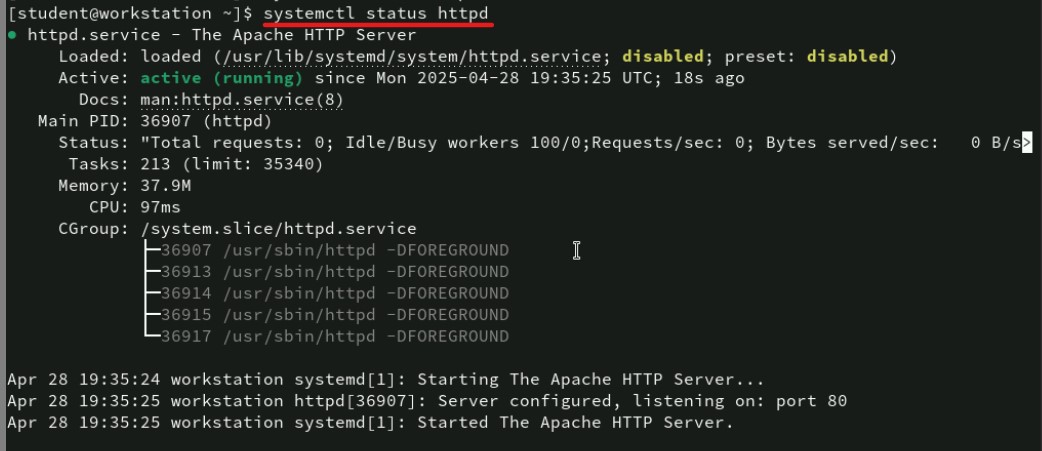 [student@workstation ~]$ systemctl status httpd
● httpd.service - The Apache HTTP Server
     Loaded: loaded (/usr/lib/systemd/system/httpd.service; disabled; preset: disabled)
     Active: active (running) since Mon 2025-04-28 19:35:25 UTC; 18s ago
       Docs: man:httpd.service(8)
   Main PID: 36907 (httpd)
     Status: "Total requests: 0; Idle/Busy workers 100/0;Requests/sec: 0; Bytes served/sec:   0 B/s>
      Tasks: 213 (limit: 35340)
     Memory: 37.9M
        CPU: 97ms
     CGroup: /system.slice/httpd.service
             ├─36907 /usr/sbin/httpd -DFOREGROUND
             ├─36913 /usr/sbin/httpd -DFOREGROUND
             ├─36914 /usr/sbin/httpd -DFOREGROUND
             ├─36915 /usr/sbin/httpd -DFOREGROUND
             └─36917 /usr/sbin/httpd -DFOREGROUND
Apr 28 19:35:24 workstation systemd[1]: Starting The Apache HTTP Server...
Apr 28 19:35:25 workstation httpd[36907]: Server configured, listening on: port 80
Apr 28 19:35:25 workstation systemd[1]: Started The Apache HTTP Server.